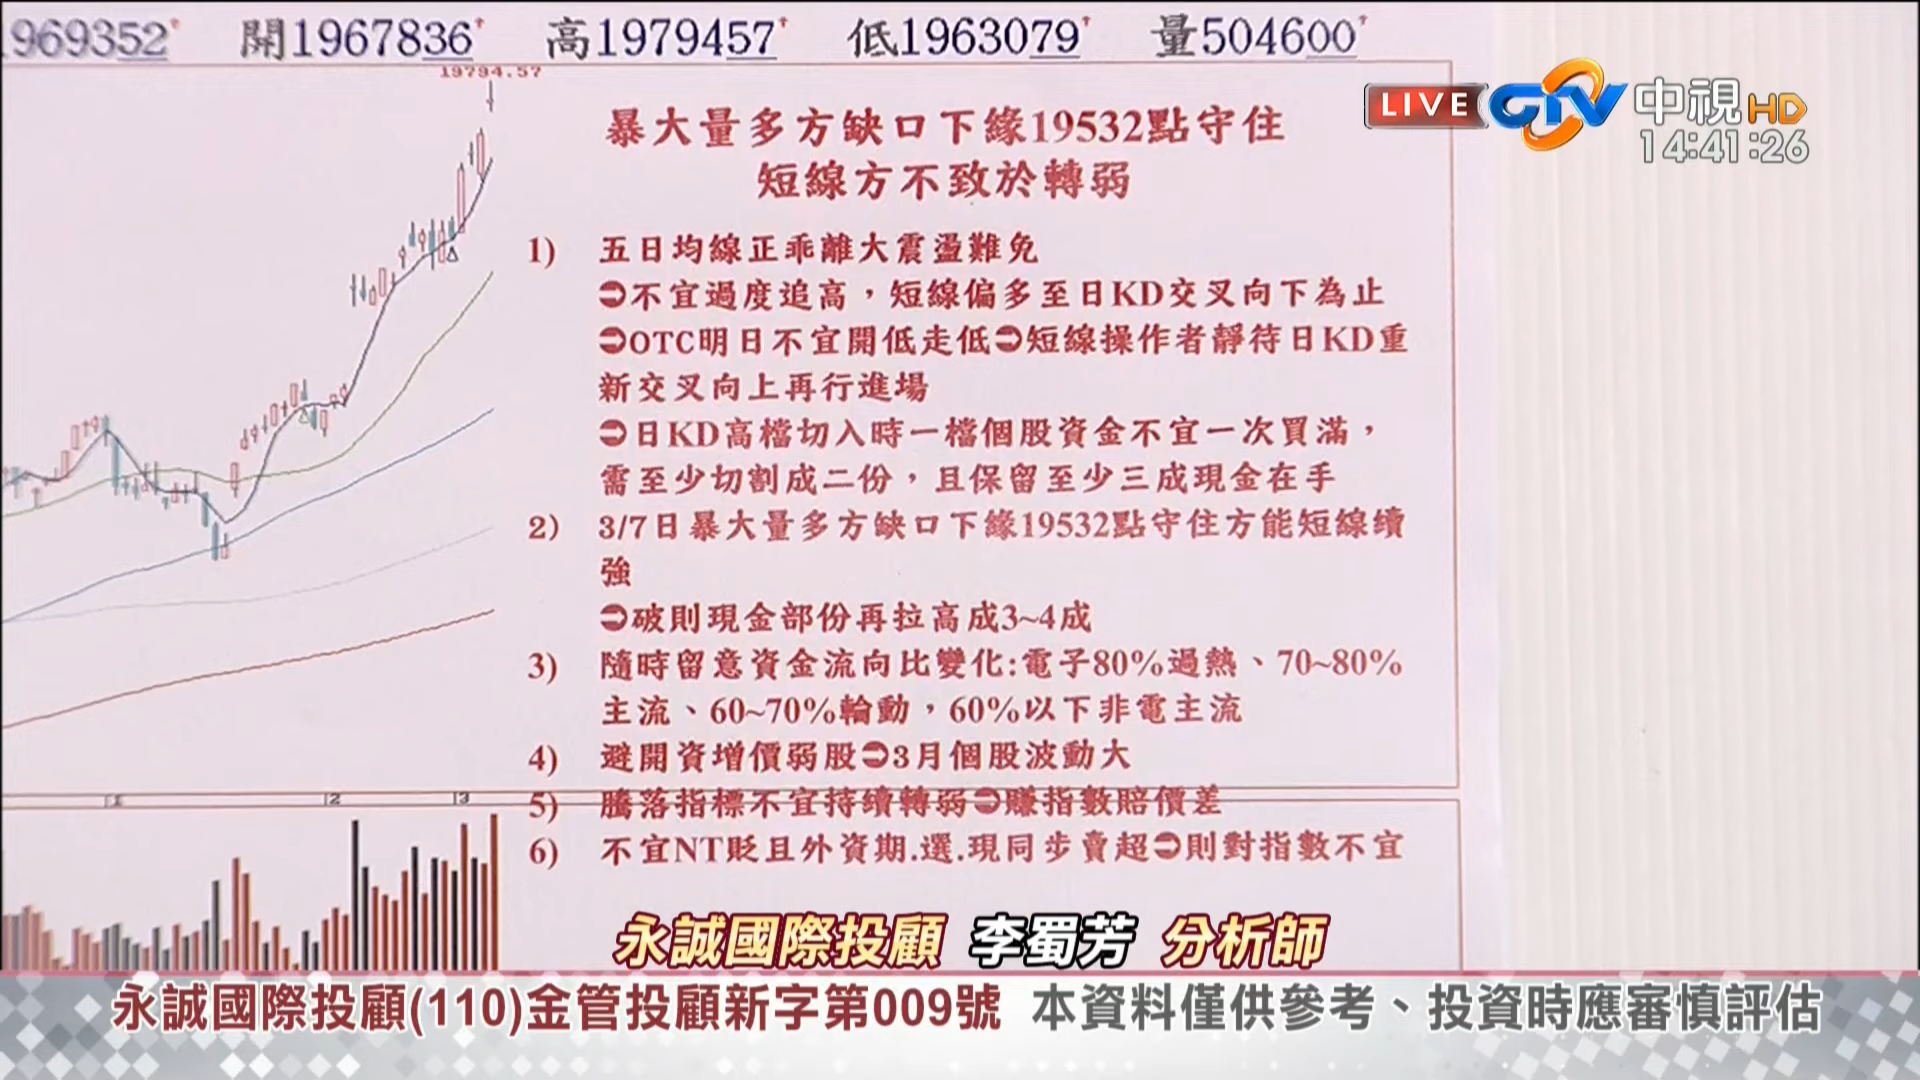 1969352 開1967836 高1979457 低1963079 量504600
19794.57
LIVE CTV 中視HD
14:41:26
暴大量多方缺口下緣19532點守住
短線方不致於轉弱
1) 五日均線正乖離大震盪難免
➲不宜過度追高，短線偏多至日KD交叉向下為止
➲OTC明日不宜開低走低➲短線操作者靜待日KD重
新交叉向上再行進場
➲日KD高檔切入時一檔個股資金不宜一次買滿，
需至少切割成二份，且保留至少三成現金在手
2) 3/7日暴大量多方缺口下緣19532點守住方能短線續
強
➲破則現金部份再拉高成3~4成
3) 隨時留意資金流向比變化:電子80%過熱、70~80%
主流、60~70%輪動，60%以下非電主流
4) 避開資增價弱股➲3月個股波動大
1 2 3
5) 騰落指標不宜持續轉弱➲賺指數賠價差
6) 不宜NT貶且外資期.選.現同步賣超➲則對指數不宜
永誠國際投顧 李蜀芳 分析師
永誠國際投顧(110)金管投顧新字第009號 本資料僅供參考、投資時應審慎評估